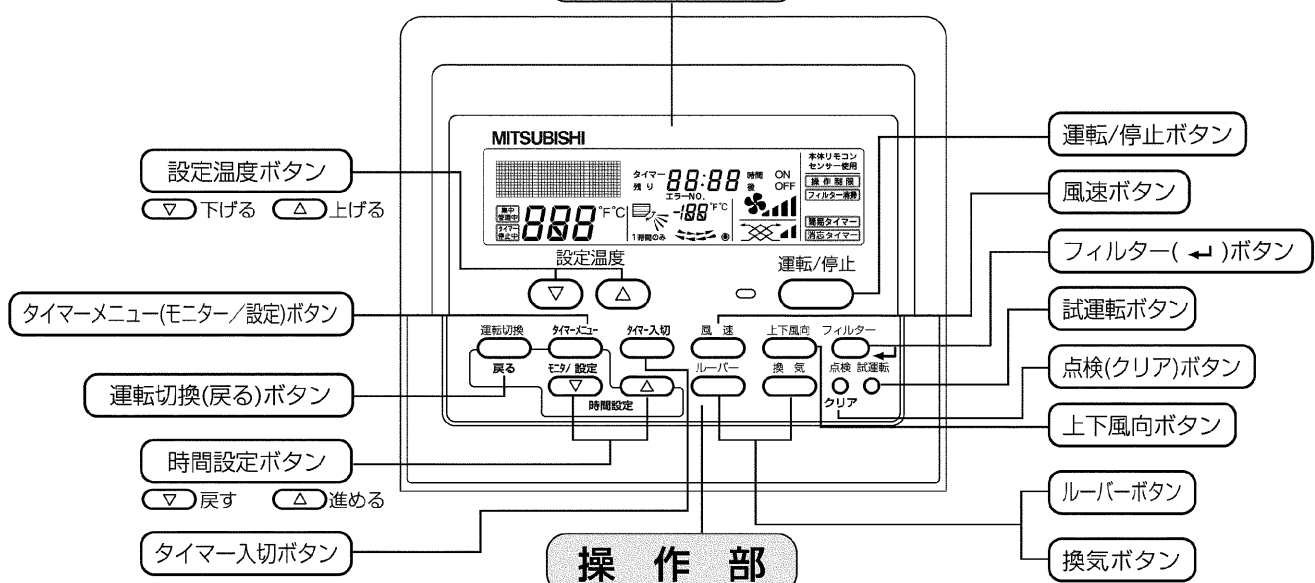 MITSUBISHI
タイマー
残り
88:88
時間
後
ON
OFF
エラーNO.
本体リモコン
センサー使用
操作制限
フィルター清掃
簡易タイマー
消忘タイマー
集中
管理中
タイマー
停止中
888
°F°C
-188
°F°C
1時間のみ
設定温度
運転/停止
運転切換
タイマーメニュー
タイマー入切
風 速
上下風向
フィルター
戻る
モニタ/設定
ルーバー
換 気
点検
試運転
クリア
時間設定
設定温度ボタン
▽ 下げる △ 上げる
タイマーメニュー(モニター/設定)ボタン
運転切換(戻る)ボタン
時間設定ボタン
▽ 戻す △ 進める
タイマー入切ボタン
運転/停止ボタン
風速ボタン
フィルター( ↵ )ボタン
試運転ボタン
点検(クリア)ボタン
上下風向ボタン
ルーバーボタン
換気ボタン
操 作 部